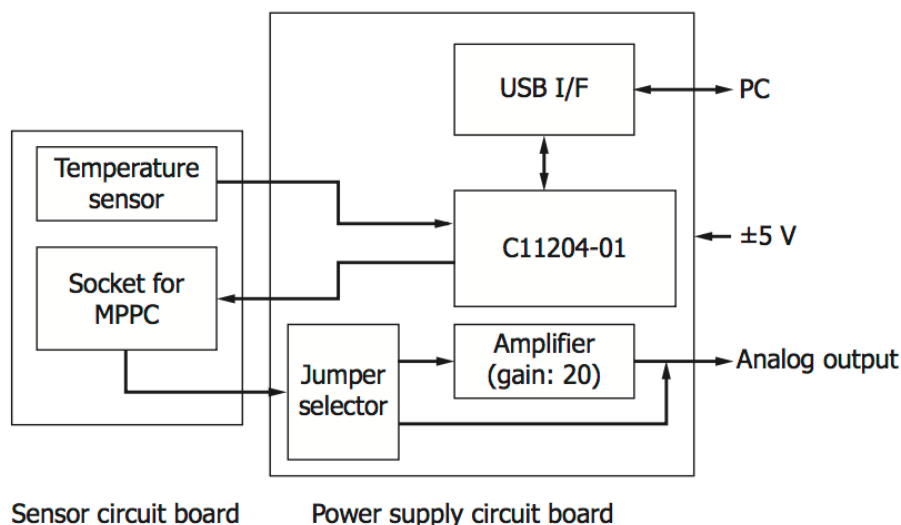 USB I/F
PC
Temperature
sensor
C11204-01
±5 V
Socket for
MPPC
Jumper
selector
Amplifier
(gain: 20)
Analog output
Sensor circuit board
Power supply circuit board